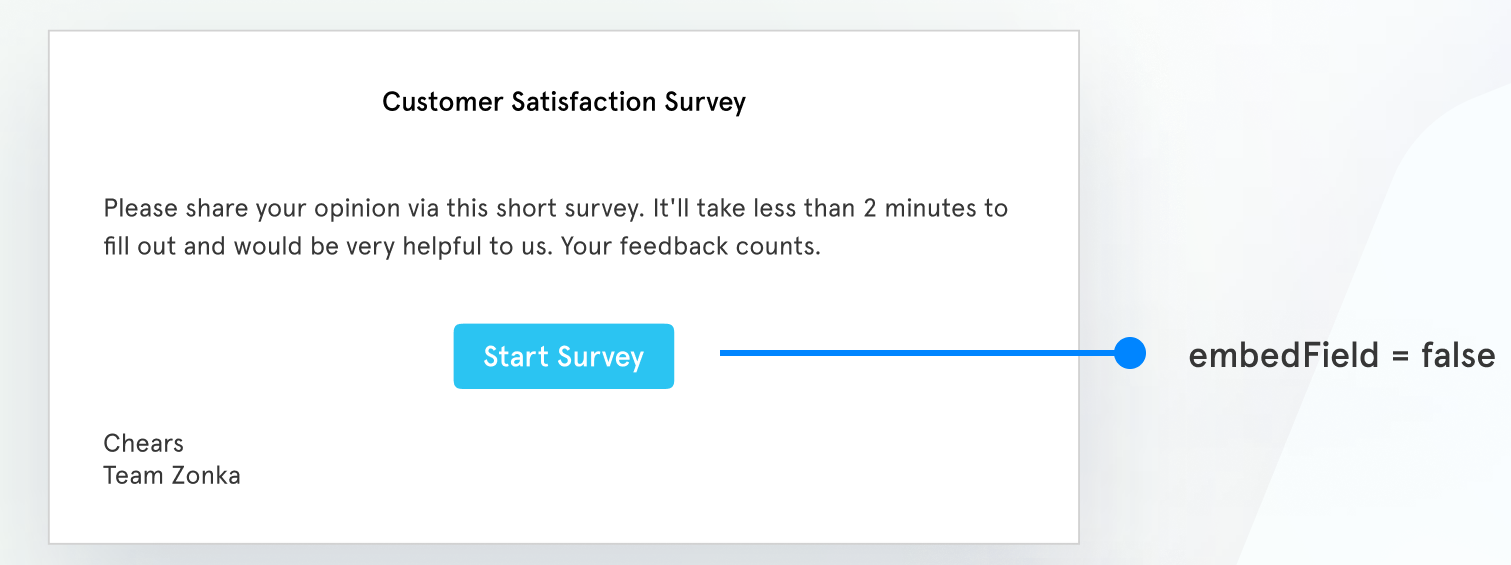 Customer Satisfaction Survey
Please share your opinion via this short survey. It'll take less than 2 minutes to
fill out and would be very helpful to us. Your feedback counts.
Start Survey
embedField = false
Chears
Team Zonka